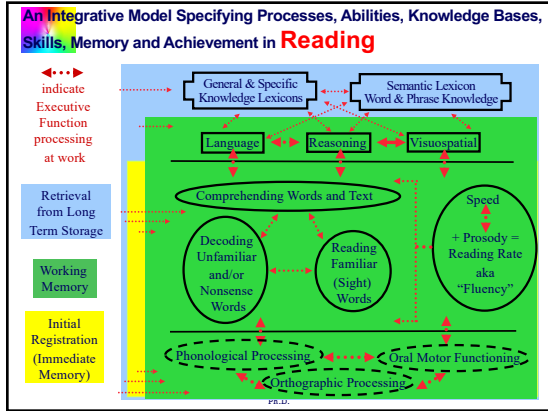 An Integrative Model Specifying Processes, Abilities, Knowledge Bases,
Skills, Memory and Achievement in Reading
indicate
Executive
Function
processing
at work
General & Specific
Knowledge Lexicons
Semantic Lexicon
Word & Phrase Knowledge
Language
Reasoning
Visuospatial
Retrieval
from Long
Term Storage
Comprehending Words and Text
Decoding
Unfamiliar
and/or
Nonsense
Words
Reading
Familiar
(Sight)
Words
Speed
+ Prosody =
Reading Rate
aka
“Fluency”
Working
Memory
Initial
Registration
(Immediate
Memory)
Phonological Processing
Oral Motor Functioning
Orthographic Processing
Ph.D.